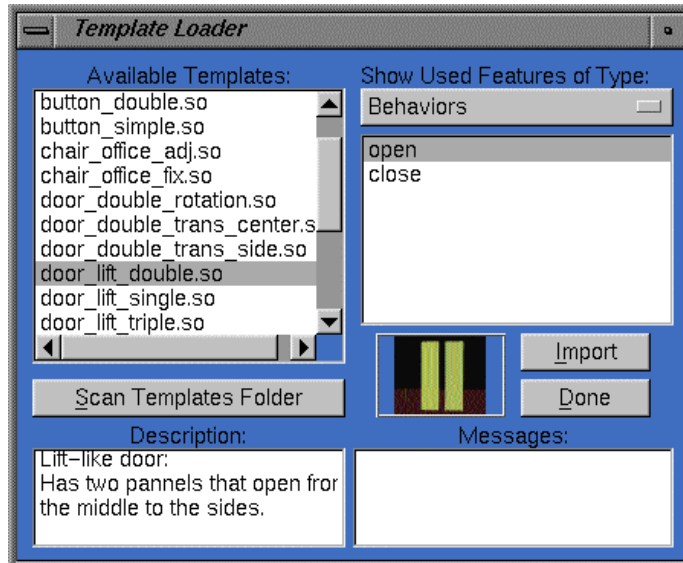 Template Loader
Available Templates:
button_double.so
button_simple.so
chair_office_adj.so
chair_office_fix.so
door_double_rotation.so
door_double_trans_center.s
door_double_trans_side.so
door_lift_double.so
door_lift_single.so
door_lift_triple.so
Scan Templates Folder
Show Used Features of Type:
Behaviors
open
close
Import
Done
Description:
Lift-like door:
Has two pannels that open fror
the middle to the sides.
Messages: